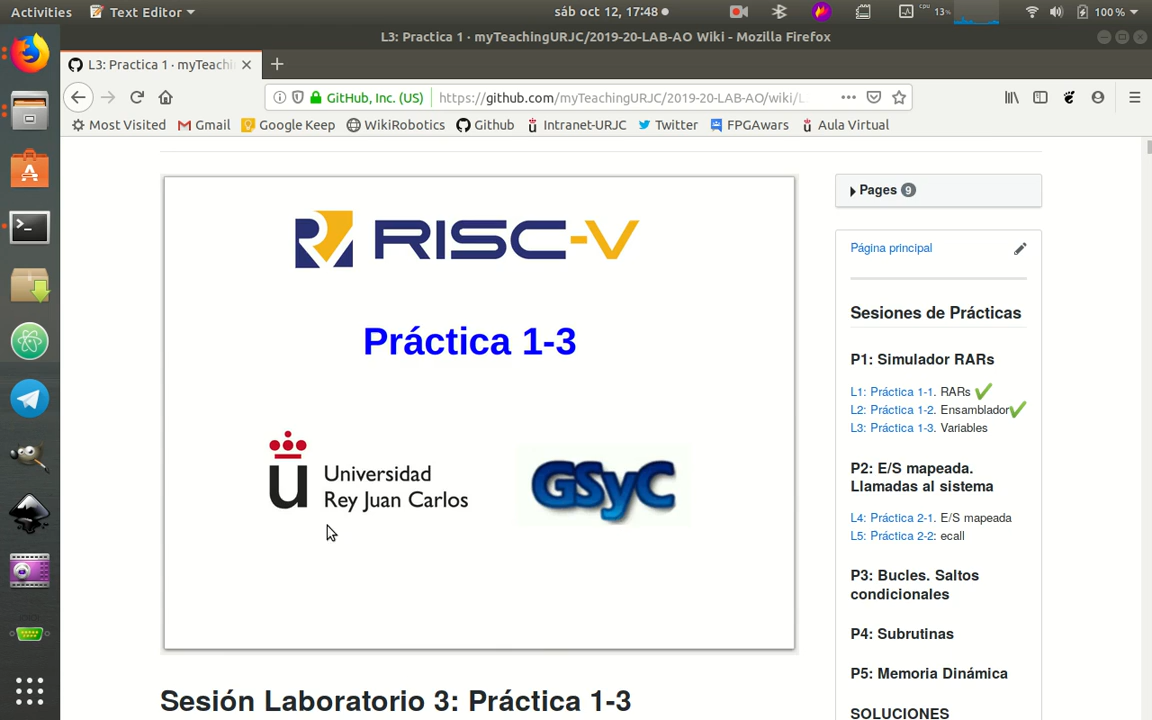 Activities
Text Editor
sáb oct 12, 17:48
cpu
13%
100%
L3: Practica 1 · myTeachingURJC/2019-20-LAB-AO Wiki - Mozilla Firefox
L3: Practica 1 · myTeachi
GitHub, Inc. (US)
https://github.com/myTeachingURJC/2019-20-LAB-AO/wiki/L
Most Visited
Gmail
Google Keep
WikiRobotics
Github
Intranet-URJC
Twitter
FPGAwars
Aula Virtual
RISC-V
Práctica 1-3
Universidad
Rey Juan Carlos
GSyC
Sesión Laboratorio 3: Práctica 1-3
Pages 9
Página principal
Sesiones de Prácticas
P1: Simulador RARs
L1: Práctica 1-1. RARs
L2: Práctica 1-2. Ensamblador
L3: Práctica 1-3. Variables
P2: E/S mapeada.
Llamadas al sistema
L4: Práctica 2-1. E/S mapeada
L5: Práctica 2-2: ecall
P3: Bucles. Saltos
condicionales
P4: Subrutinas
P5: Memoria Dinámica
SOLUCIONES